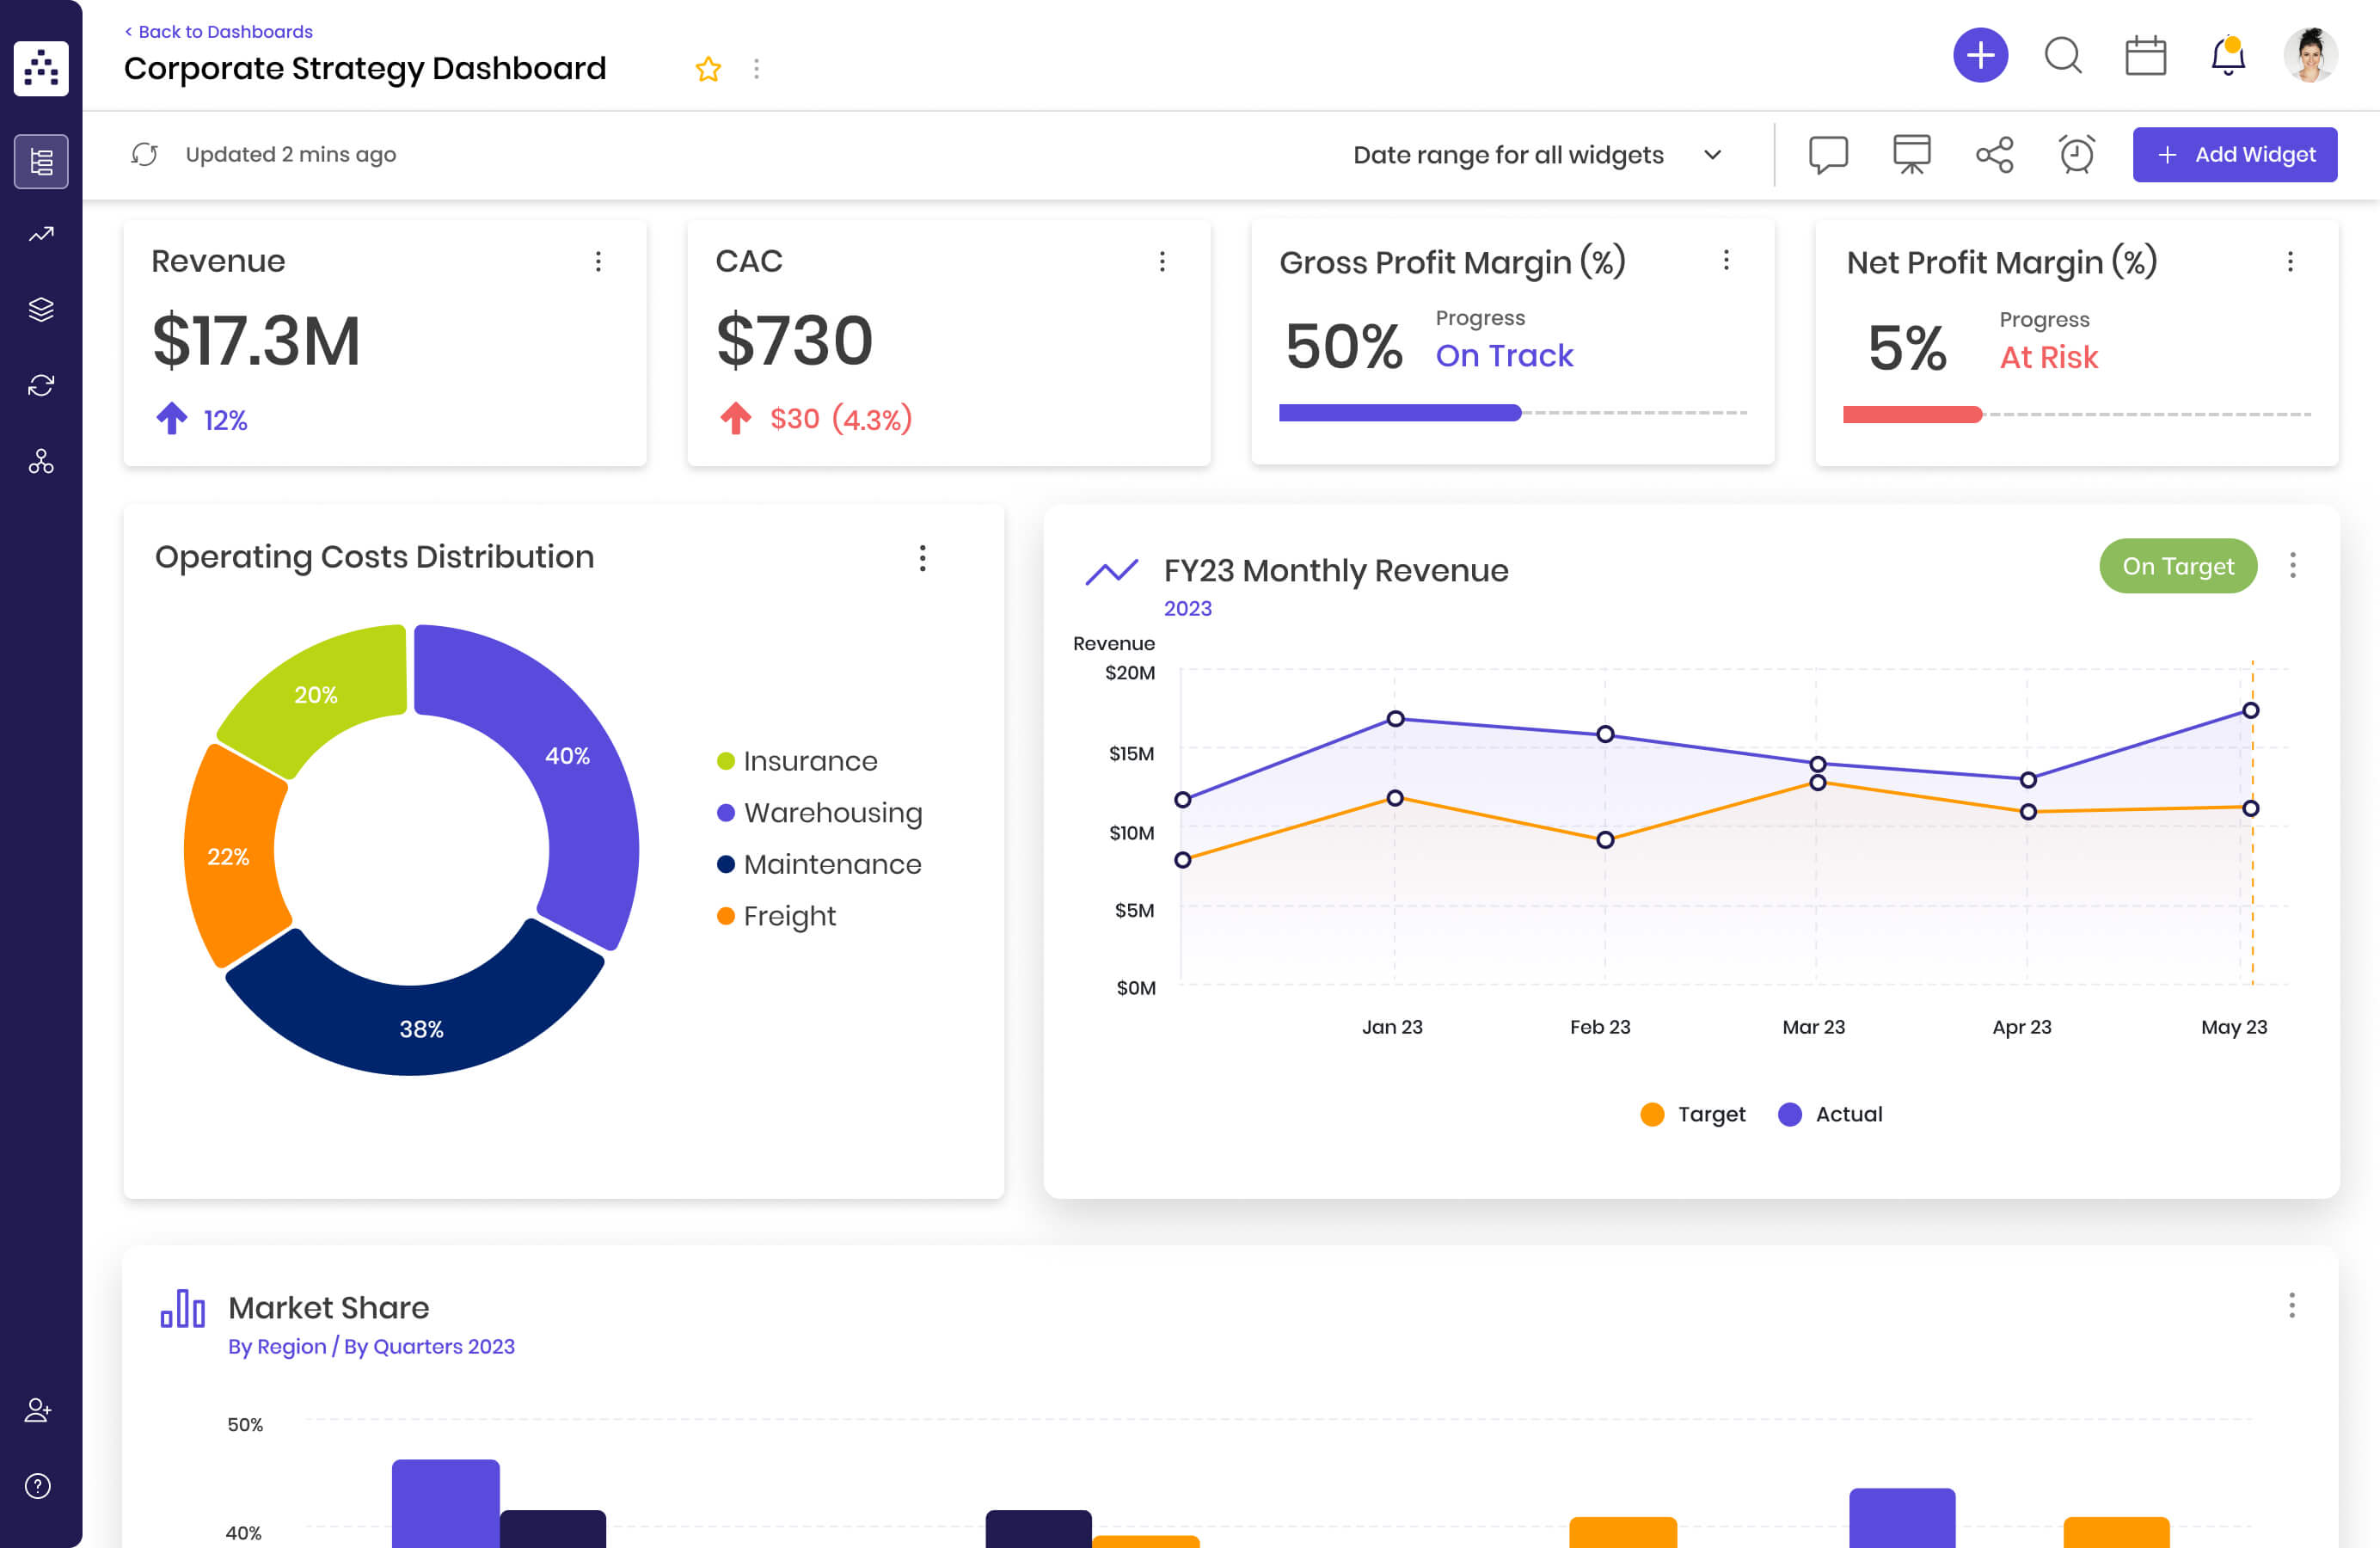 < Back to Dashboards
Corporate Strategy Dashboard
Updated 2 mins ago
Date range for all widgets
+ Add Widget
Revenue
$17.3M
12%
CAC
$730
$30 (4.3%)
Gross Profit Margin (%)
50%
Progress
On Track
Net Profit Margin (%)
5%
Progress
At Risk
Operating Costs Distribution
20%
40%
22%
38%
Insurance
Warehousing
Maintenance
Freight
FY23 Monthly Revenue
2023
On Target
Revenue
$20M
$15M
$10M
$5M
$0M
Jan 23
Feb 23
Mar 23
Apr 23
May 23
Target
Actual
Market Share
By Region / By Quarters 2023
50%
40%